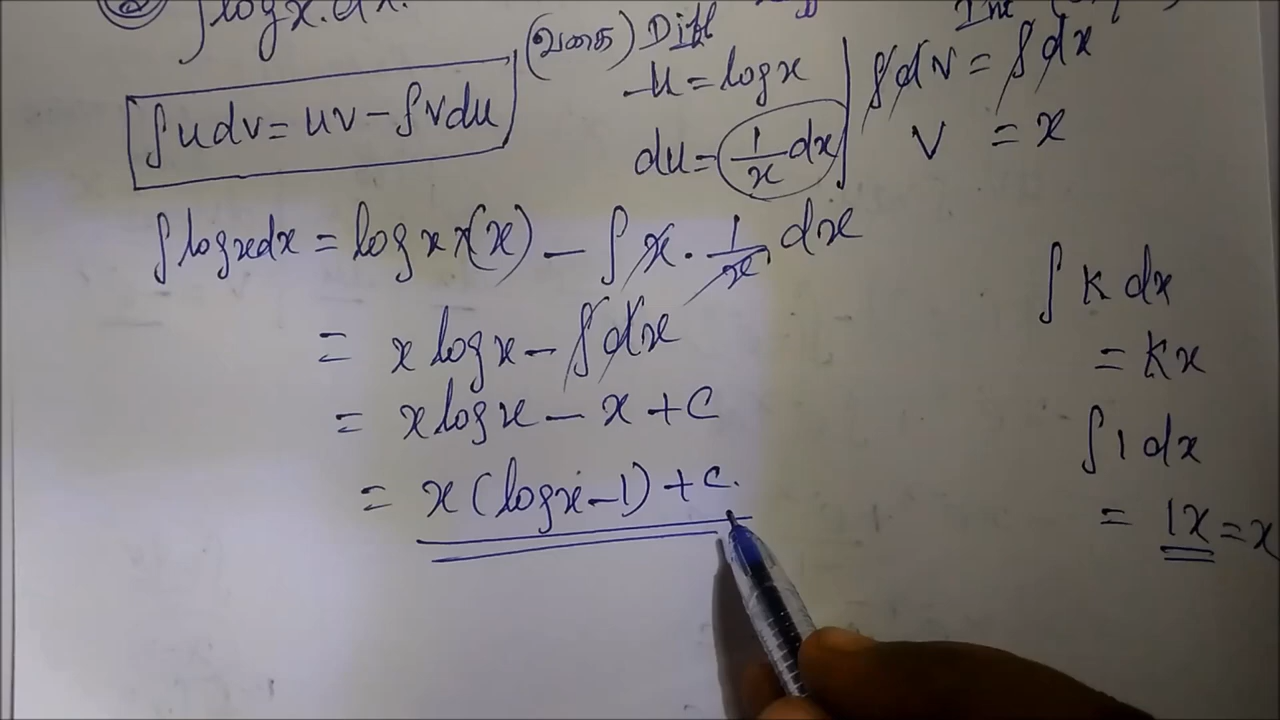 ∫ log x . dx .
(வகை) Diff
∫ u dv = uv − ∫ v du
u = log x
∫ dv = ∫ dx
du = 1/x dx
v = x
∫ log x dx = log x × (x) − ∫ x · 1/x dx
= x log x − ∫ dx
= x log x − x + c
= x (log x − 1) + c.
∫ K dx
= Kx
∫ 1 dx
= 1x = x